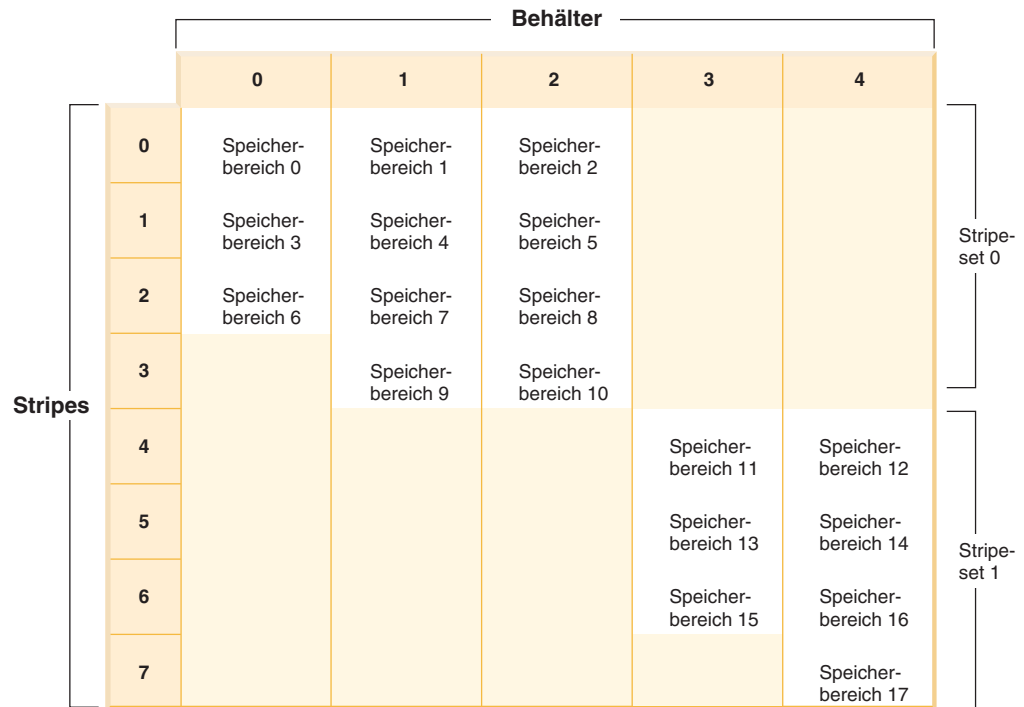 Behälter
0 1 2 3 4
0 Speicher- Speicher- Speicher-
bereich 0 bereich 1 bereich 2
1 Speicher- Speicher- Speicher-
bereich 3 bereich 4 bereich 5
Stripe-
set 0
2 Speicher- Speicher- Speicher-
bereich 6 bereich 7 bereich 8
3 Speicher- Speicher-
bereich 9 bereich 10
Stripes
4 Speicher- Speicher-
bereich 11 bereich 12
5 Speicher- Speicher-
bereich 13 bereich 14
Stripe-
set 1
6 Speicher- Speicher-
bereich 15 bereich 16
7 Speicher-
bereich 17